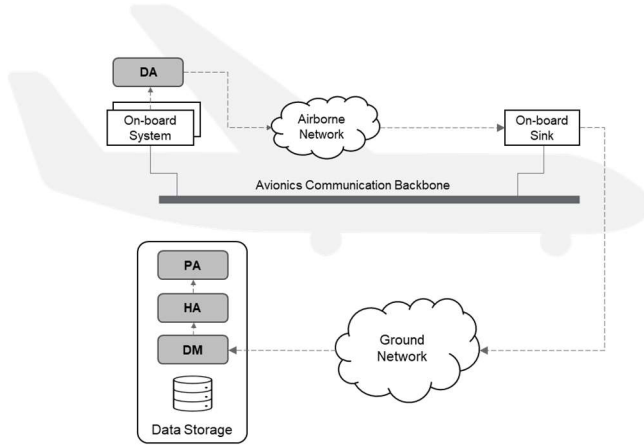 DA
On-board
System
Airborne
Network
On-board
Sink
Avionics Communication Backbone
PA
HA
DM
Ground
Network
Data Storage